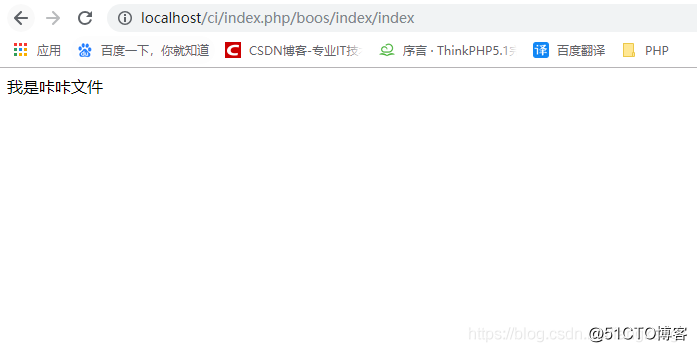 localhost/ci/index.php/boos/index/index
应用 百度一下，你就知道 CSDN博客-专业IT技 序言 · ThinkPHP5.1 译 百度翻译 PHP
我是咔咔文件
https://blog.csdn. @51CTO博客